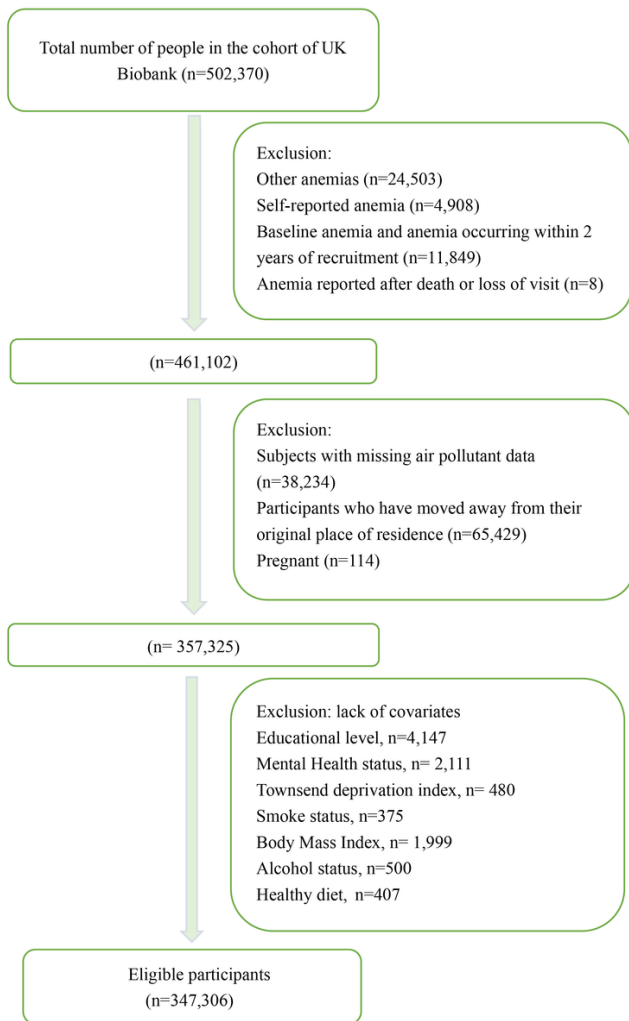 Total number of people in the cohort of UK
Biobank (n=502,370)
Exclusion:
Other anemias (n=24,503)
Self-reported anemia (n=4,908)
Baseline anemia and anemia occurring within 2
years of recruitment (n=11,849)
Anemia reported after death or loss of visit (n=8)
(n=461,102)
Exclusion:
Subjects with missing air pollutant data
(n=38,234)
Participants who have moved away from their
original place of residence (n=65,429)
Pregnant (n=114)
(n= 357,325)
Exclusion: lack of covariates
Educational level, n=4,147
Mental Health status, n= 2,111
Townsend deprivation index, n= 480
Smoke status, n=375
Body Mass Index, n= 1,999
Alcohol status, n=500
Healthy diet, n=407
Eligible participants
(n=347,306)